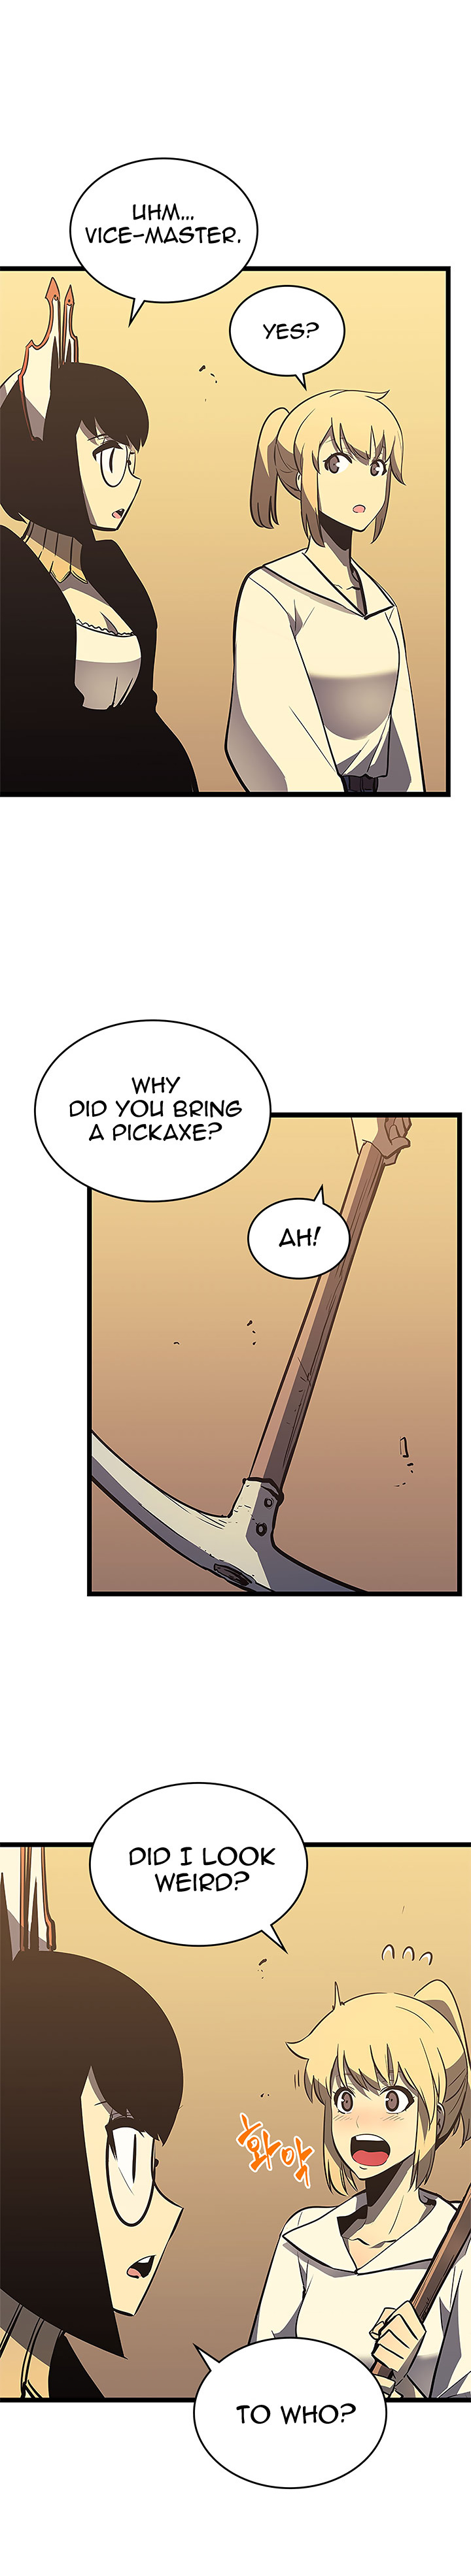 UHM...
VICE-MASTER.
YES?
WHY
DID YOU BRING
A PICKAXE?
AH!
DID I LOOK
WEIRD?
화악
TO WHO?